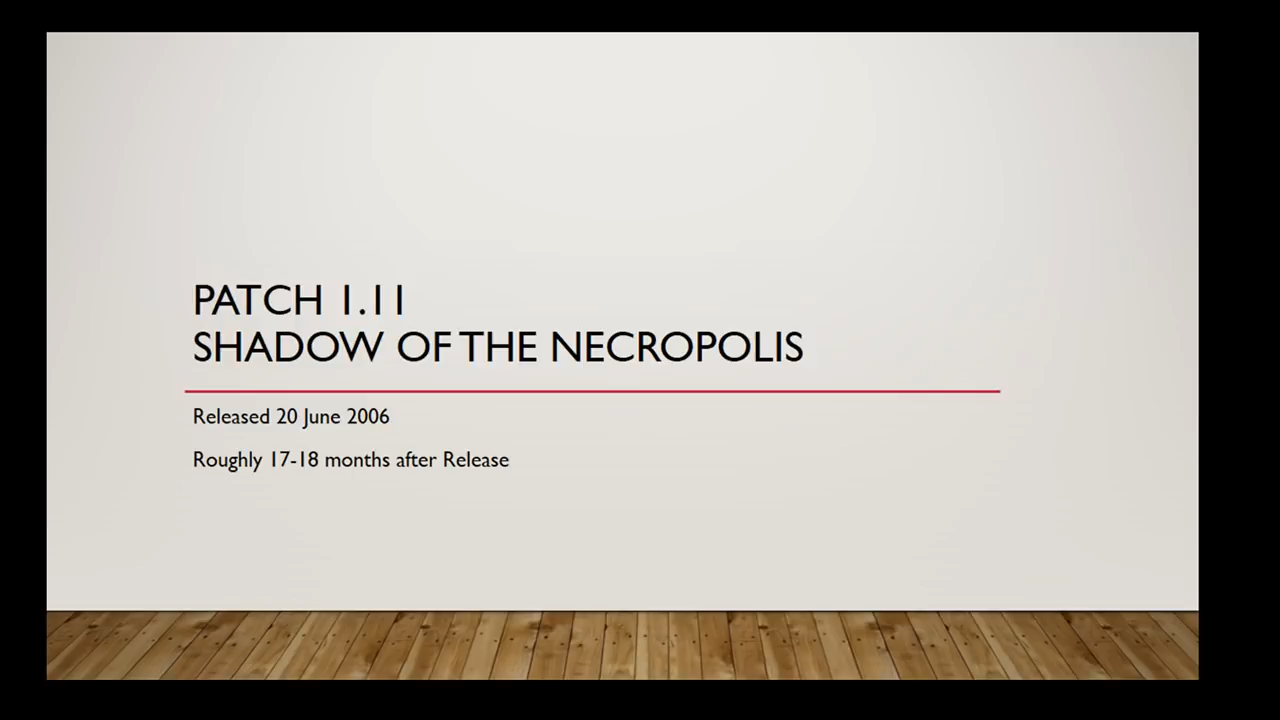 PATCH 1.11
SHADOW OF THE NECROPOLIS
Released 20 June 2006
Roughly 17-18 months after Release